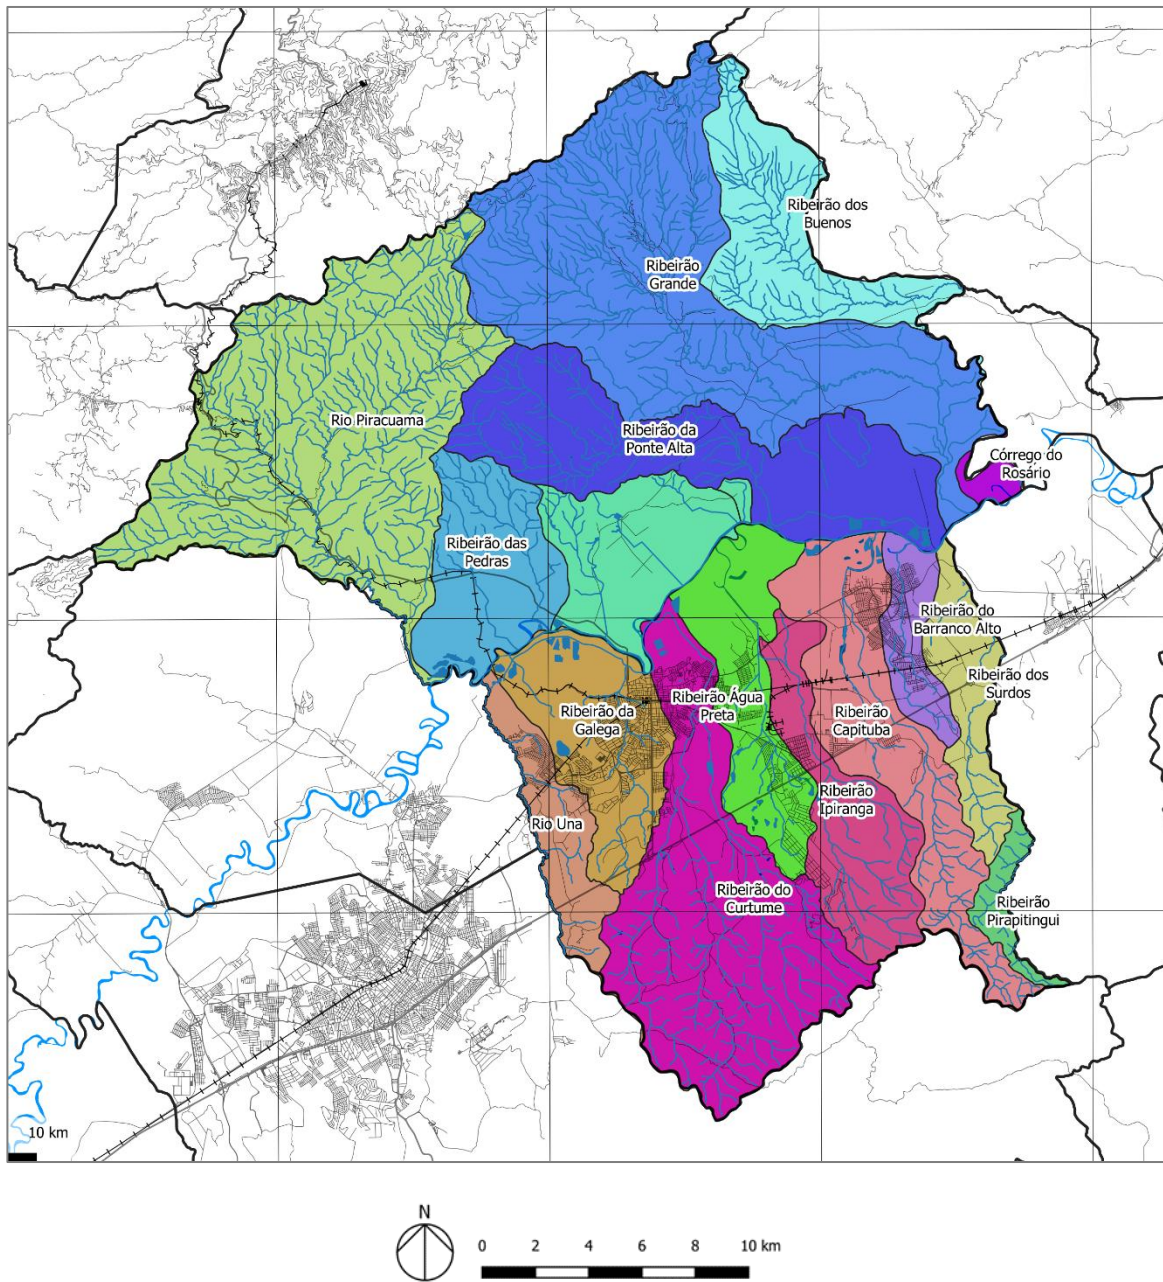 Ribeirão dos
Buenos
Ribeirão
Grande
Rio Piracuama
Ribeirão da
Ponte Alta
Córrego do
Rosário
Ribeirão das
Pedras
Ribeirão do
Barranco Alto
Ribeirão dos
Surdos
Ribeirão Água
Preta
Ribeirão da
Galega
Ribeirão
Capituba
Ribeirão
Ipiranga
Rio Una
Ribeirão do
Curtume
Ribeirão
Pirapitingui
10 km
N
0 2 4 6 8 10 km